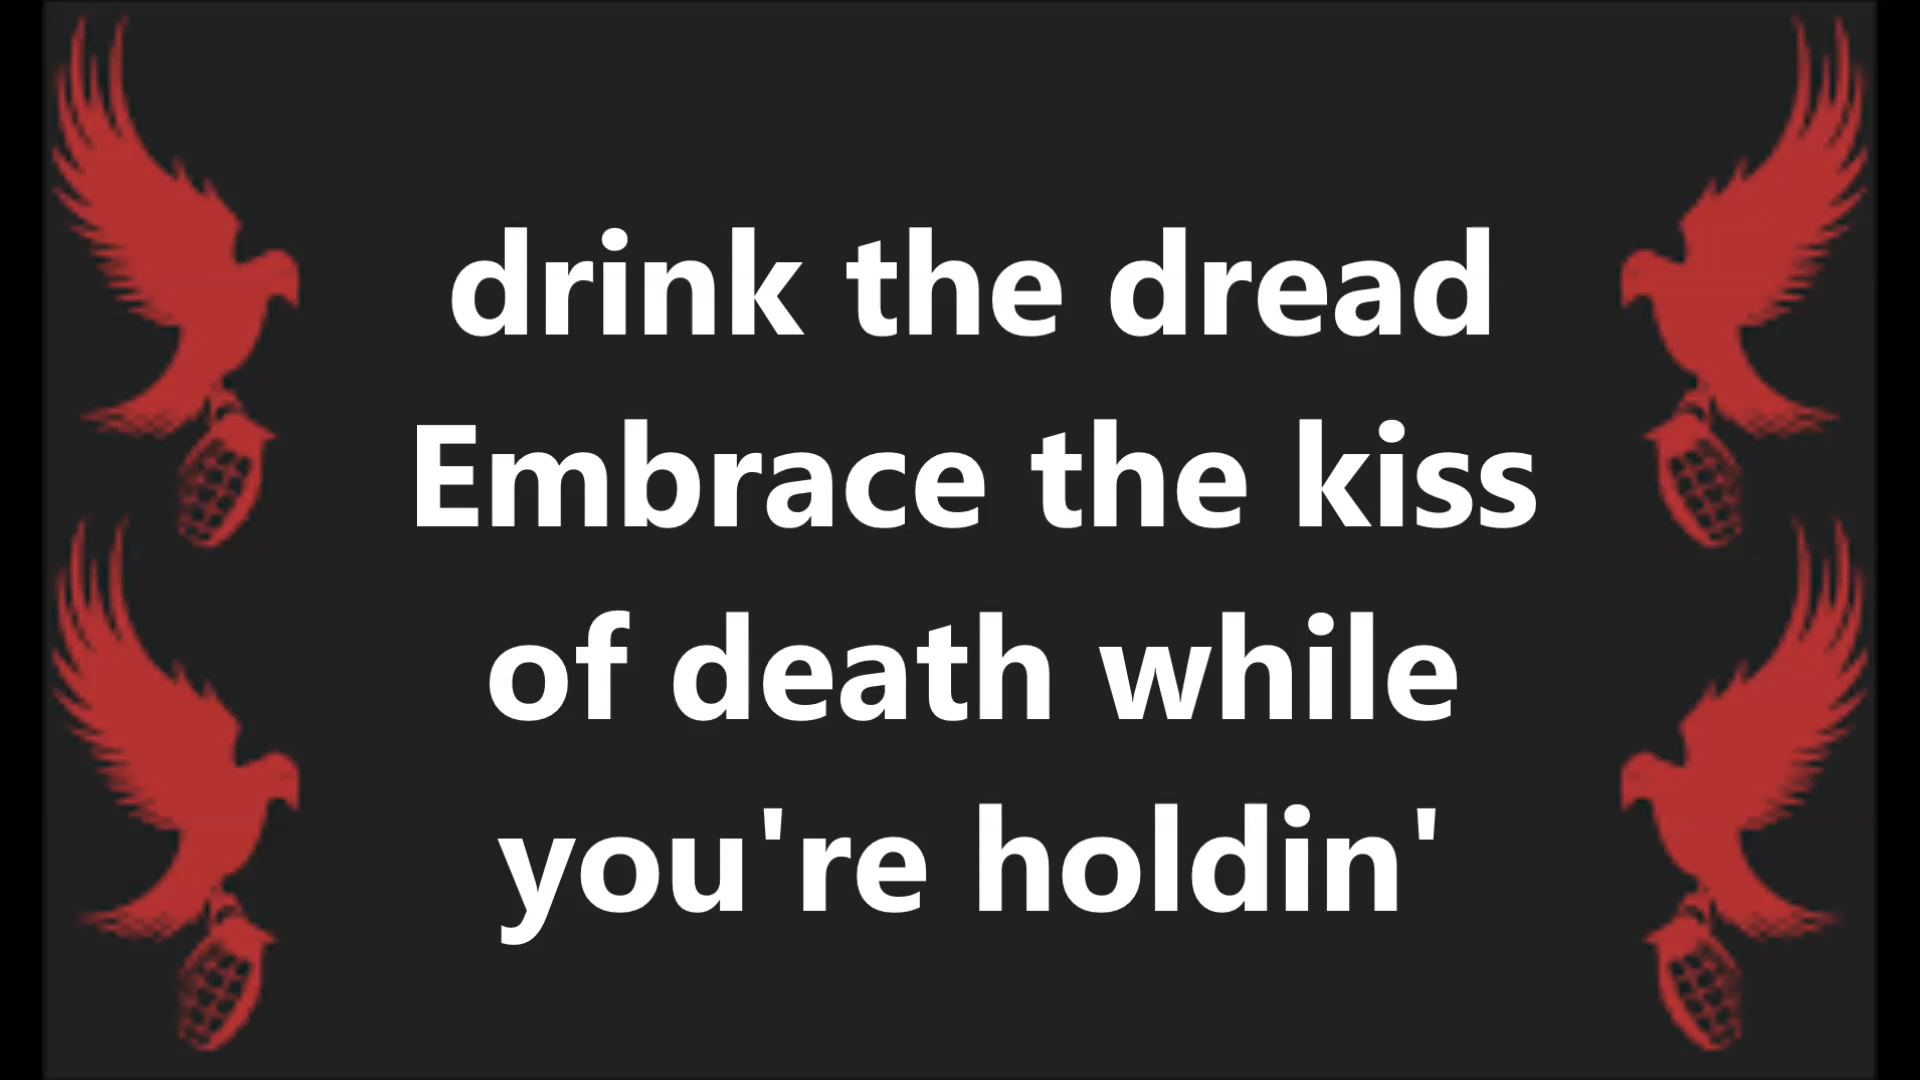 drink the dread
Embrace the kiss
of death while
you're holdin'